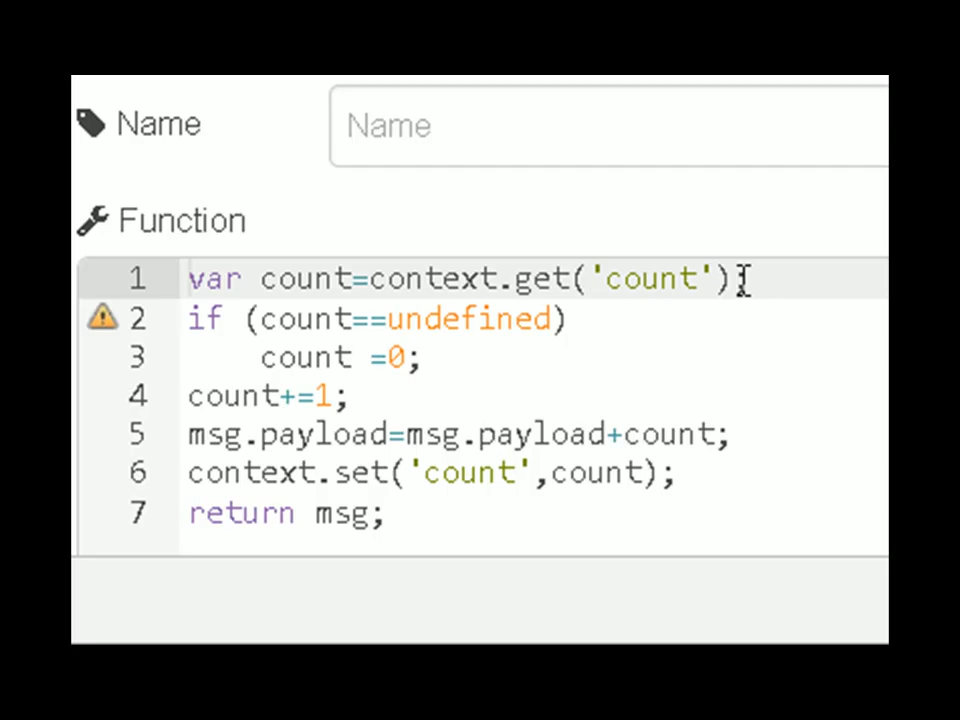 Name
Name
Function
1 var count=context.get('count');
2 if (count==undefined)
3 count =0;
4 count+=1;
5 msg.payload=msg.payload+count;
6 context.set('count',count);
7 return msg;